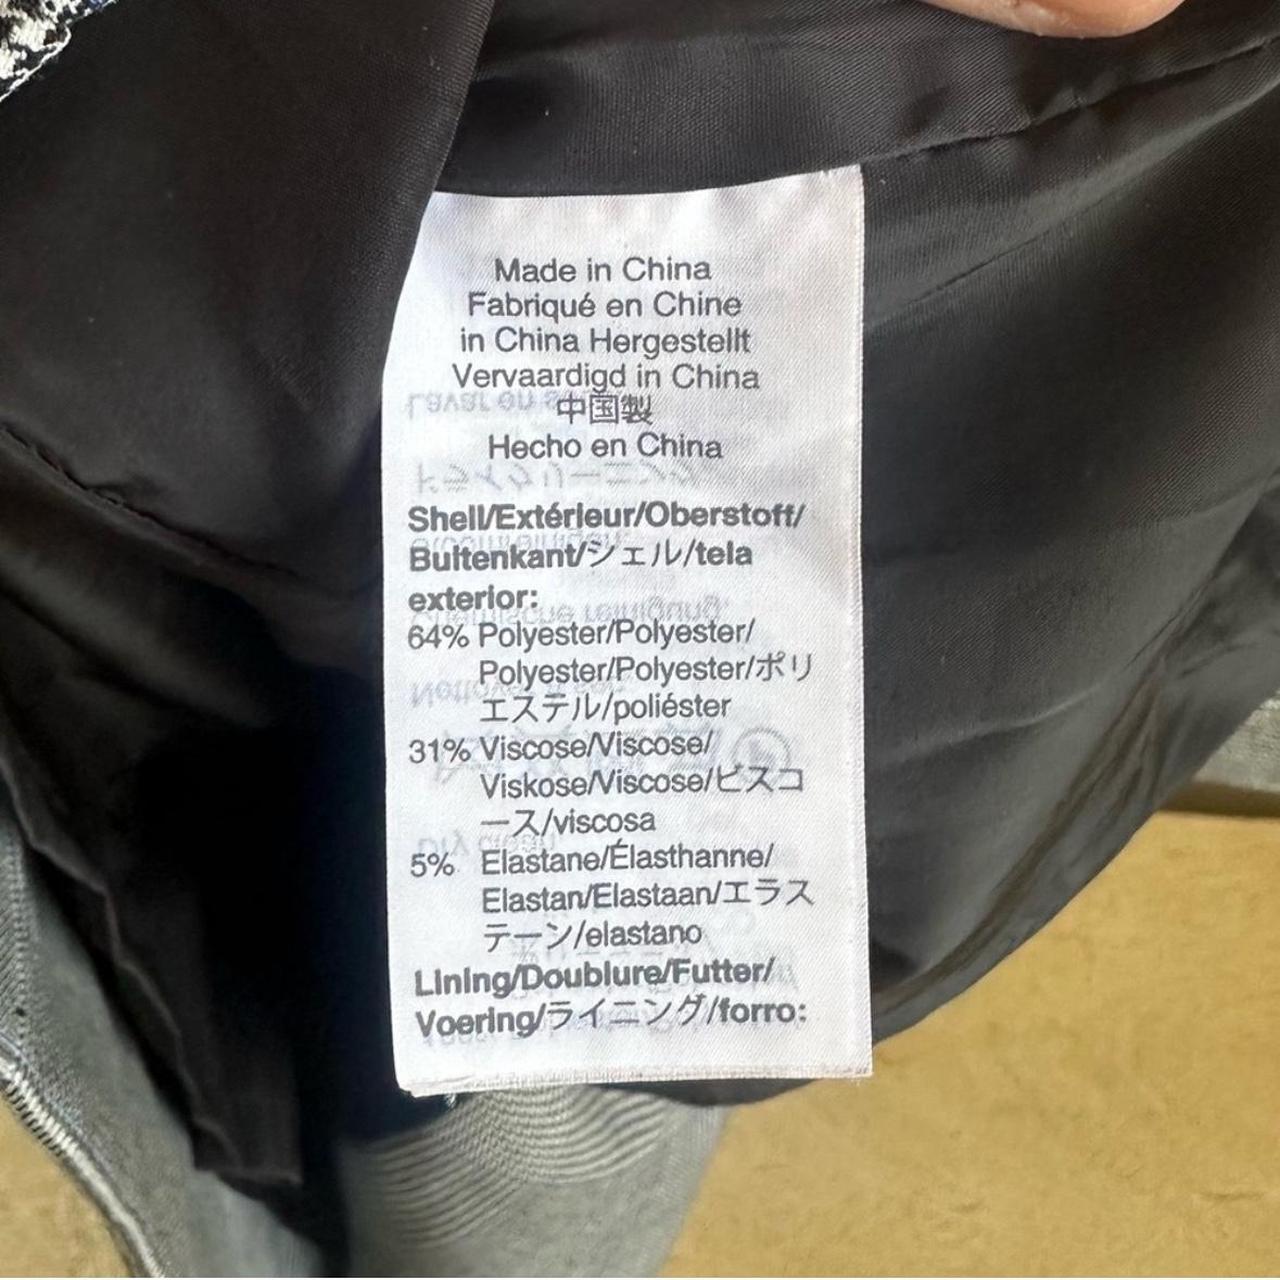 Made in China
Fabriqué en Chine
in China Hergestellt
Vervaardigd in China
中国製
Hecho en China
Shell/Extérieur/Oberstoff/
Buitenkant/シェル/tela
exterior:
64% Polyester/Polyester/
Polyester/Polyester/ポリ
エステル/poliéster
31% Viscose/Viscose/
Viskose/Viscose/ビスコ
ース/viscosa
5% Elastane/Élasthanne/
Elastan/Elastaan/エラス
テーン/elastano
Lining/Doublure/Futter/
Voering/ライニング/forro: